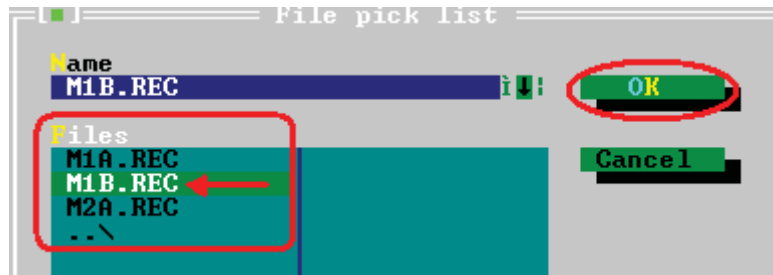 File pick list
Name
M1B.REC
OK
Files
M1A.REC
Cancel
M1B.REC
M2A.REC
..\